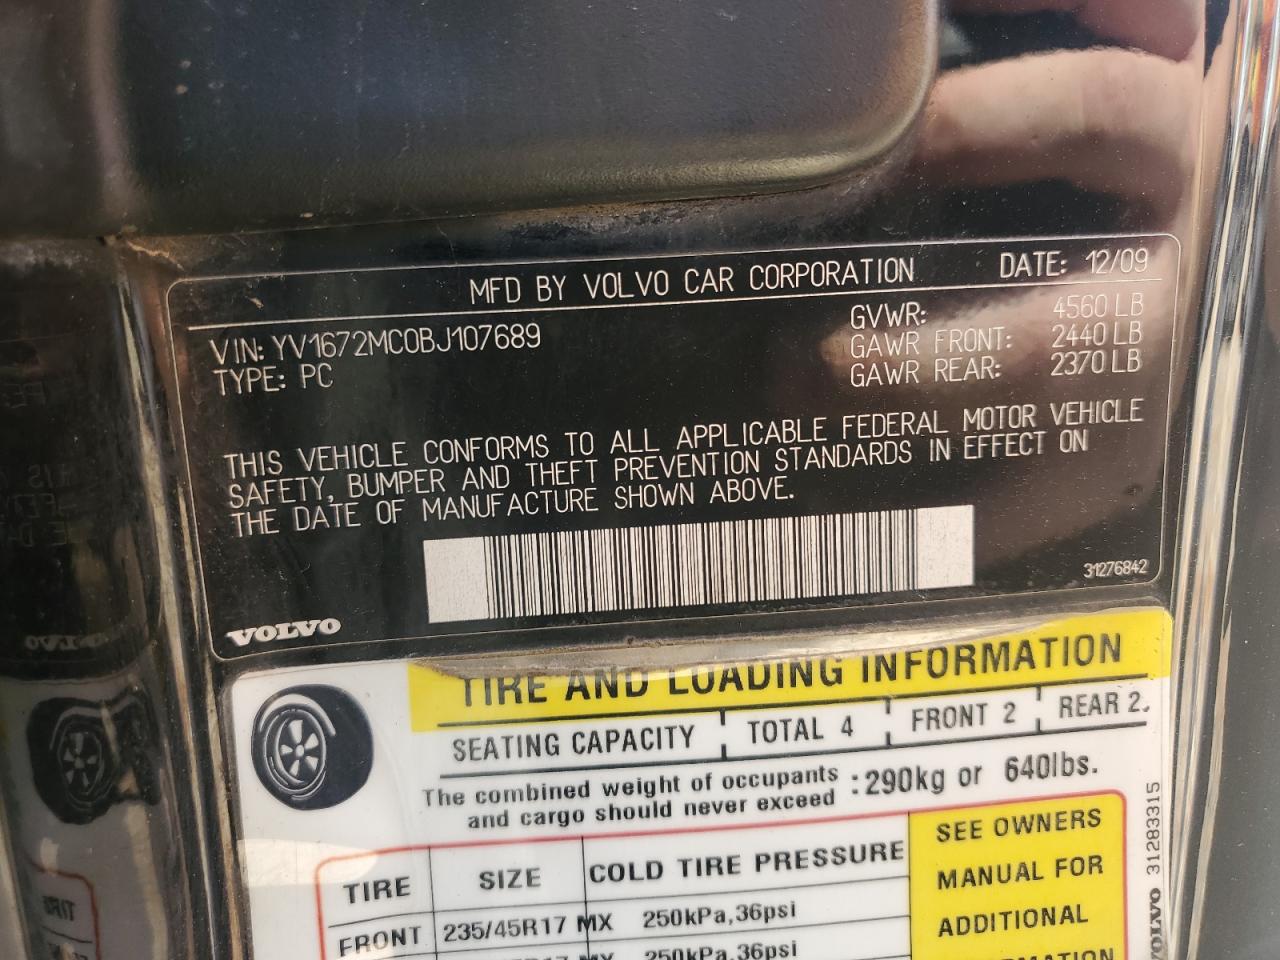 MFD BY VOLVO CAR CORPORATION DATE: 12/09
VIN: YV1672MC0BJ107689
TYPE: PC
GVWR: 4560 LB
GAWR FRONT: 2440 LB
GAWR REAR: 2370 LB
THIS VEHICLE CONFORMS TO ALL APPLICABLE FEDERAL MOTOR VEHICLE
SAFETY, BUMPER AND THEFT PREVENTION STANDARDS IN EFFECT ON
THE DATE OF MANUFACTURE SHOWN ABOVE.
31276842
VOLVO
TIRE AND LOADING INFORMATION
SEATING CAPACITY TOTAL 4 FRONT 2 REAR 2
The combined weight of occupants
and cargo should never exceed : 290kg or 640lbs.
TIRE SIZE COLD TIRE PRESSURE
FRONT 235/45R17 MX 250kPa,36psi
250kPa,36psi
SEE OWNERS
MANUAL FOR
ADDITIONAL
VOLVO 31283315